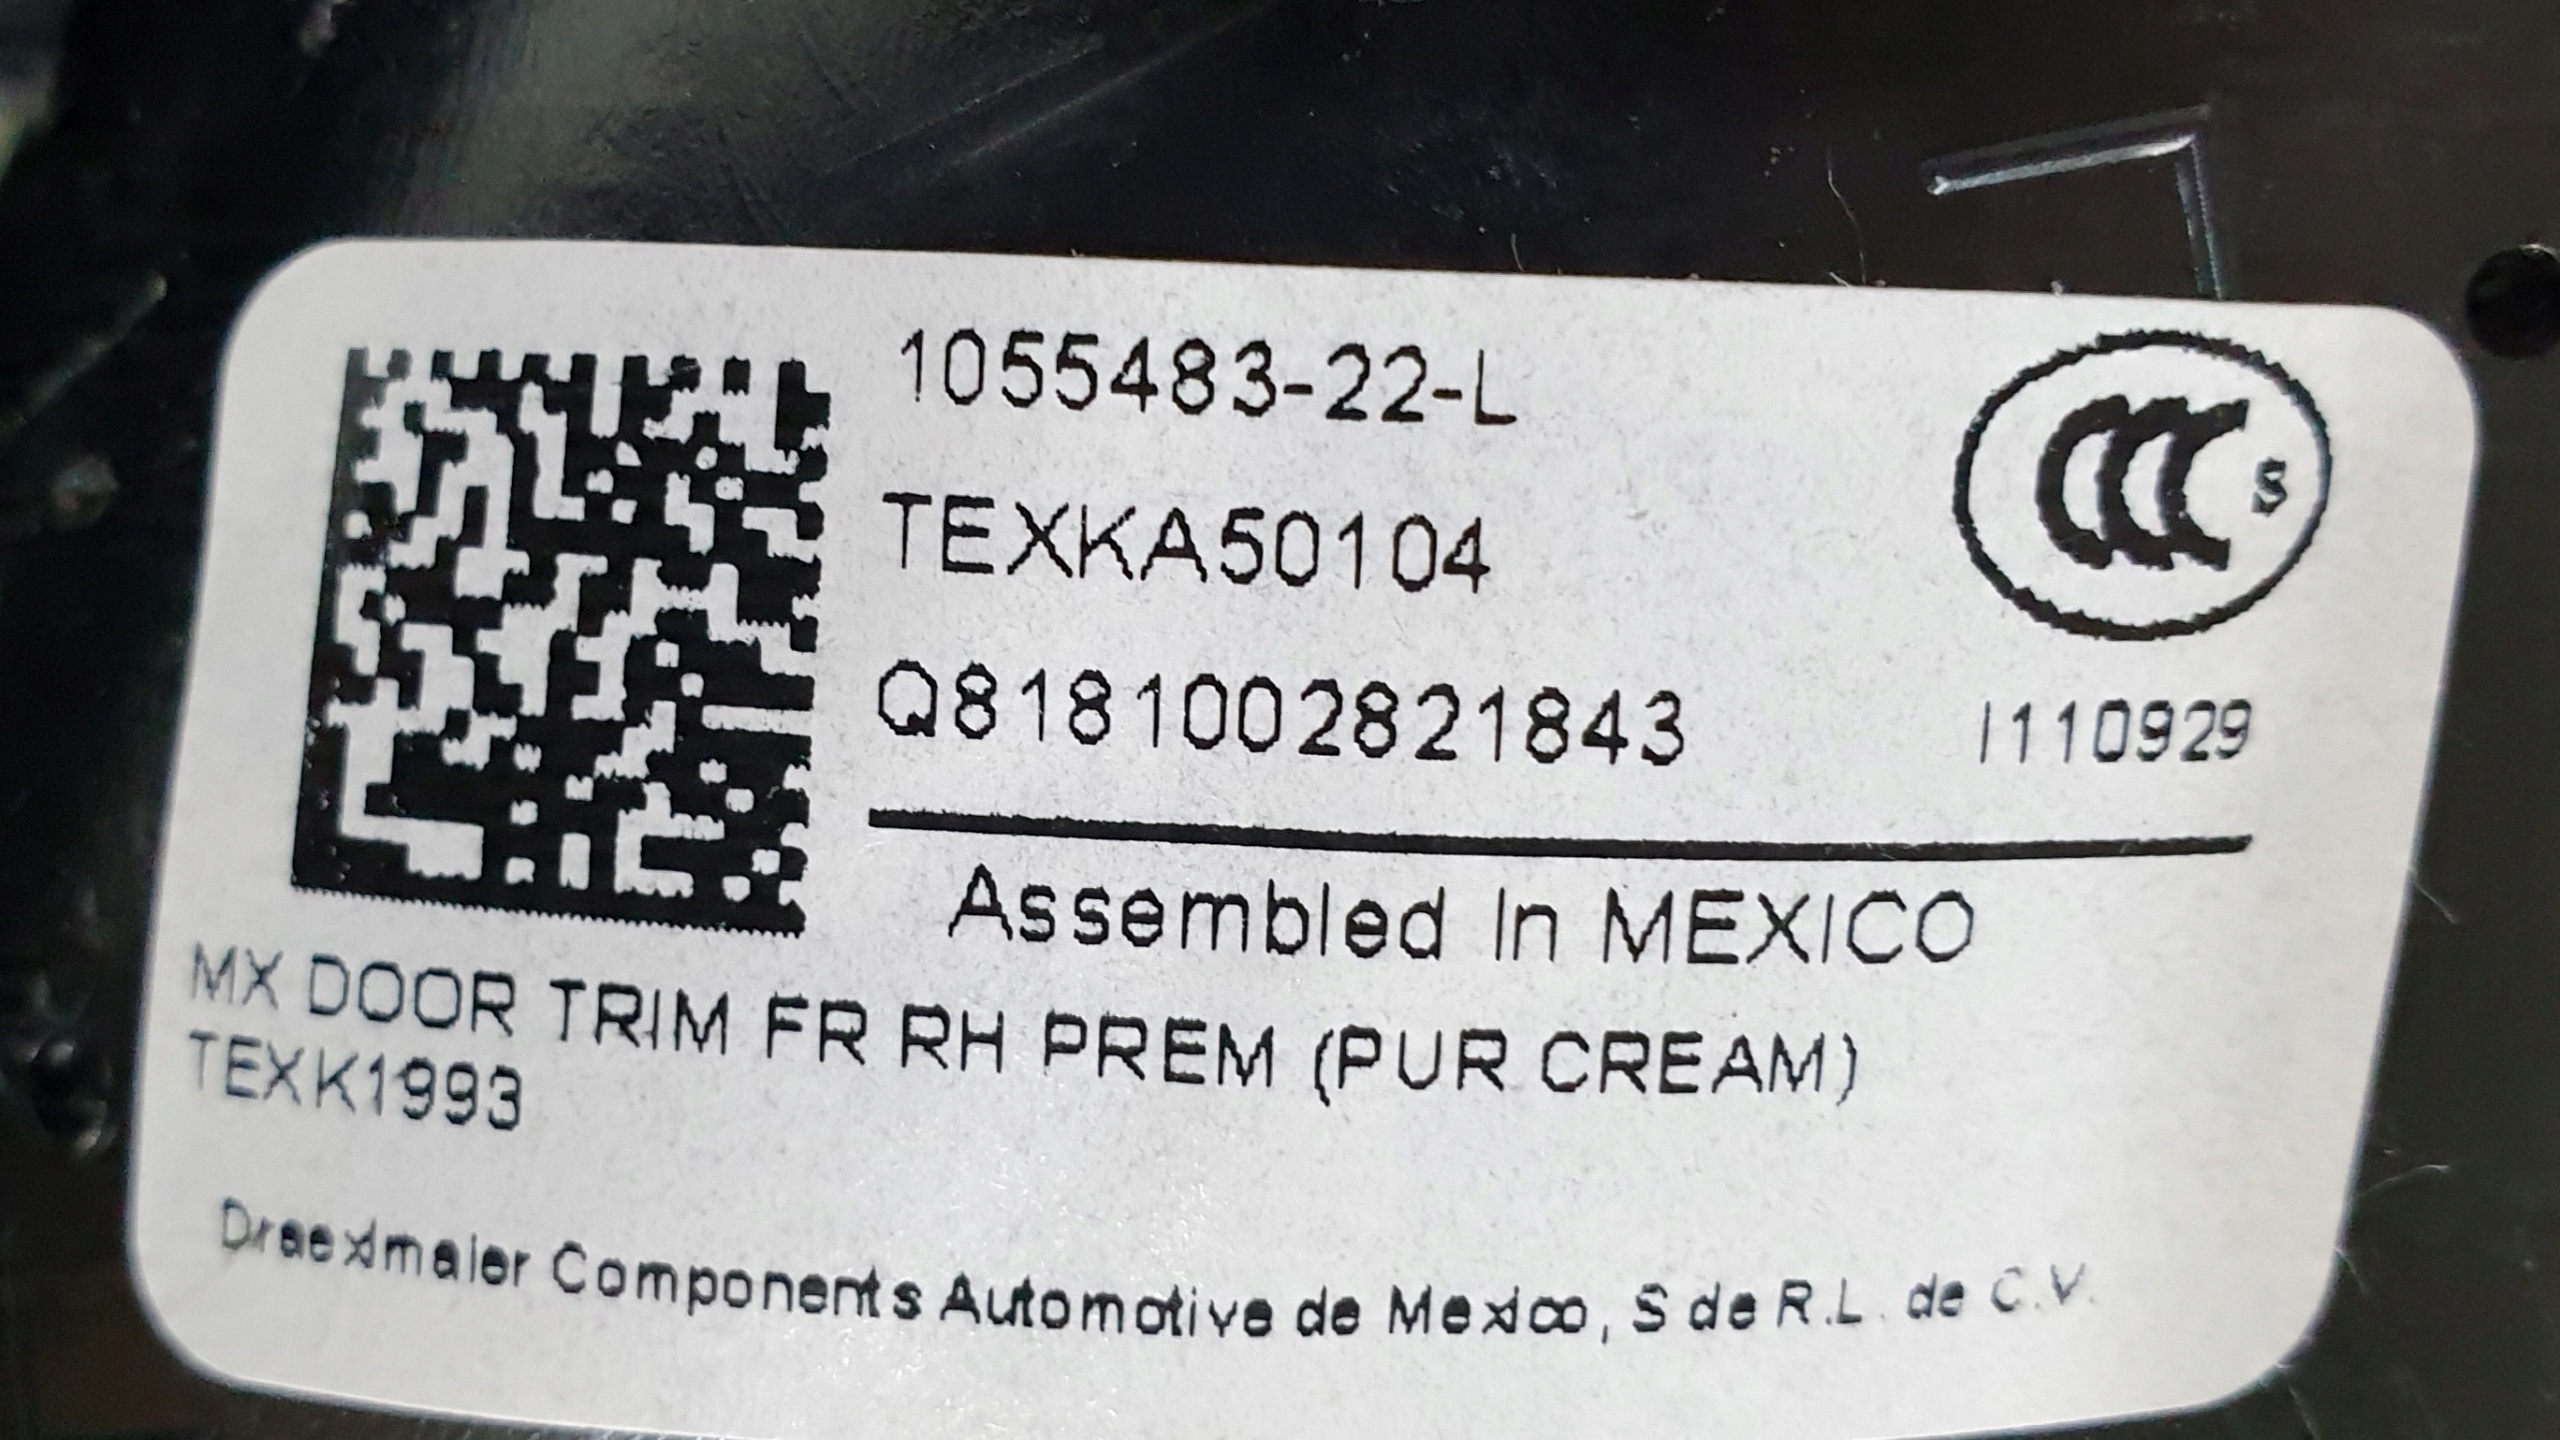 1055483-22-L
TEXKA50104
Q8181002821843
CCC S
I110929
Assembled In MEXICO
MX DOOR TRIM FR RH PREM (PUR CREAM)
TEXK1993
Draexlmaier Components Automotive de Mexico, S de R.L. de C.V.